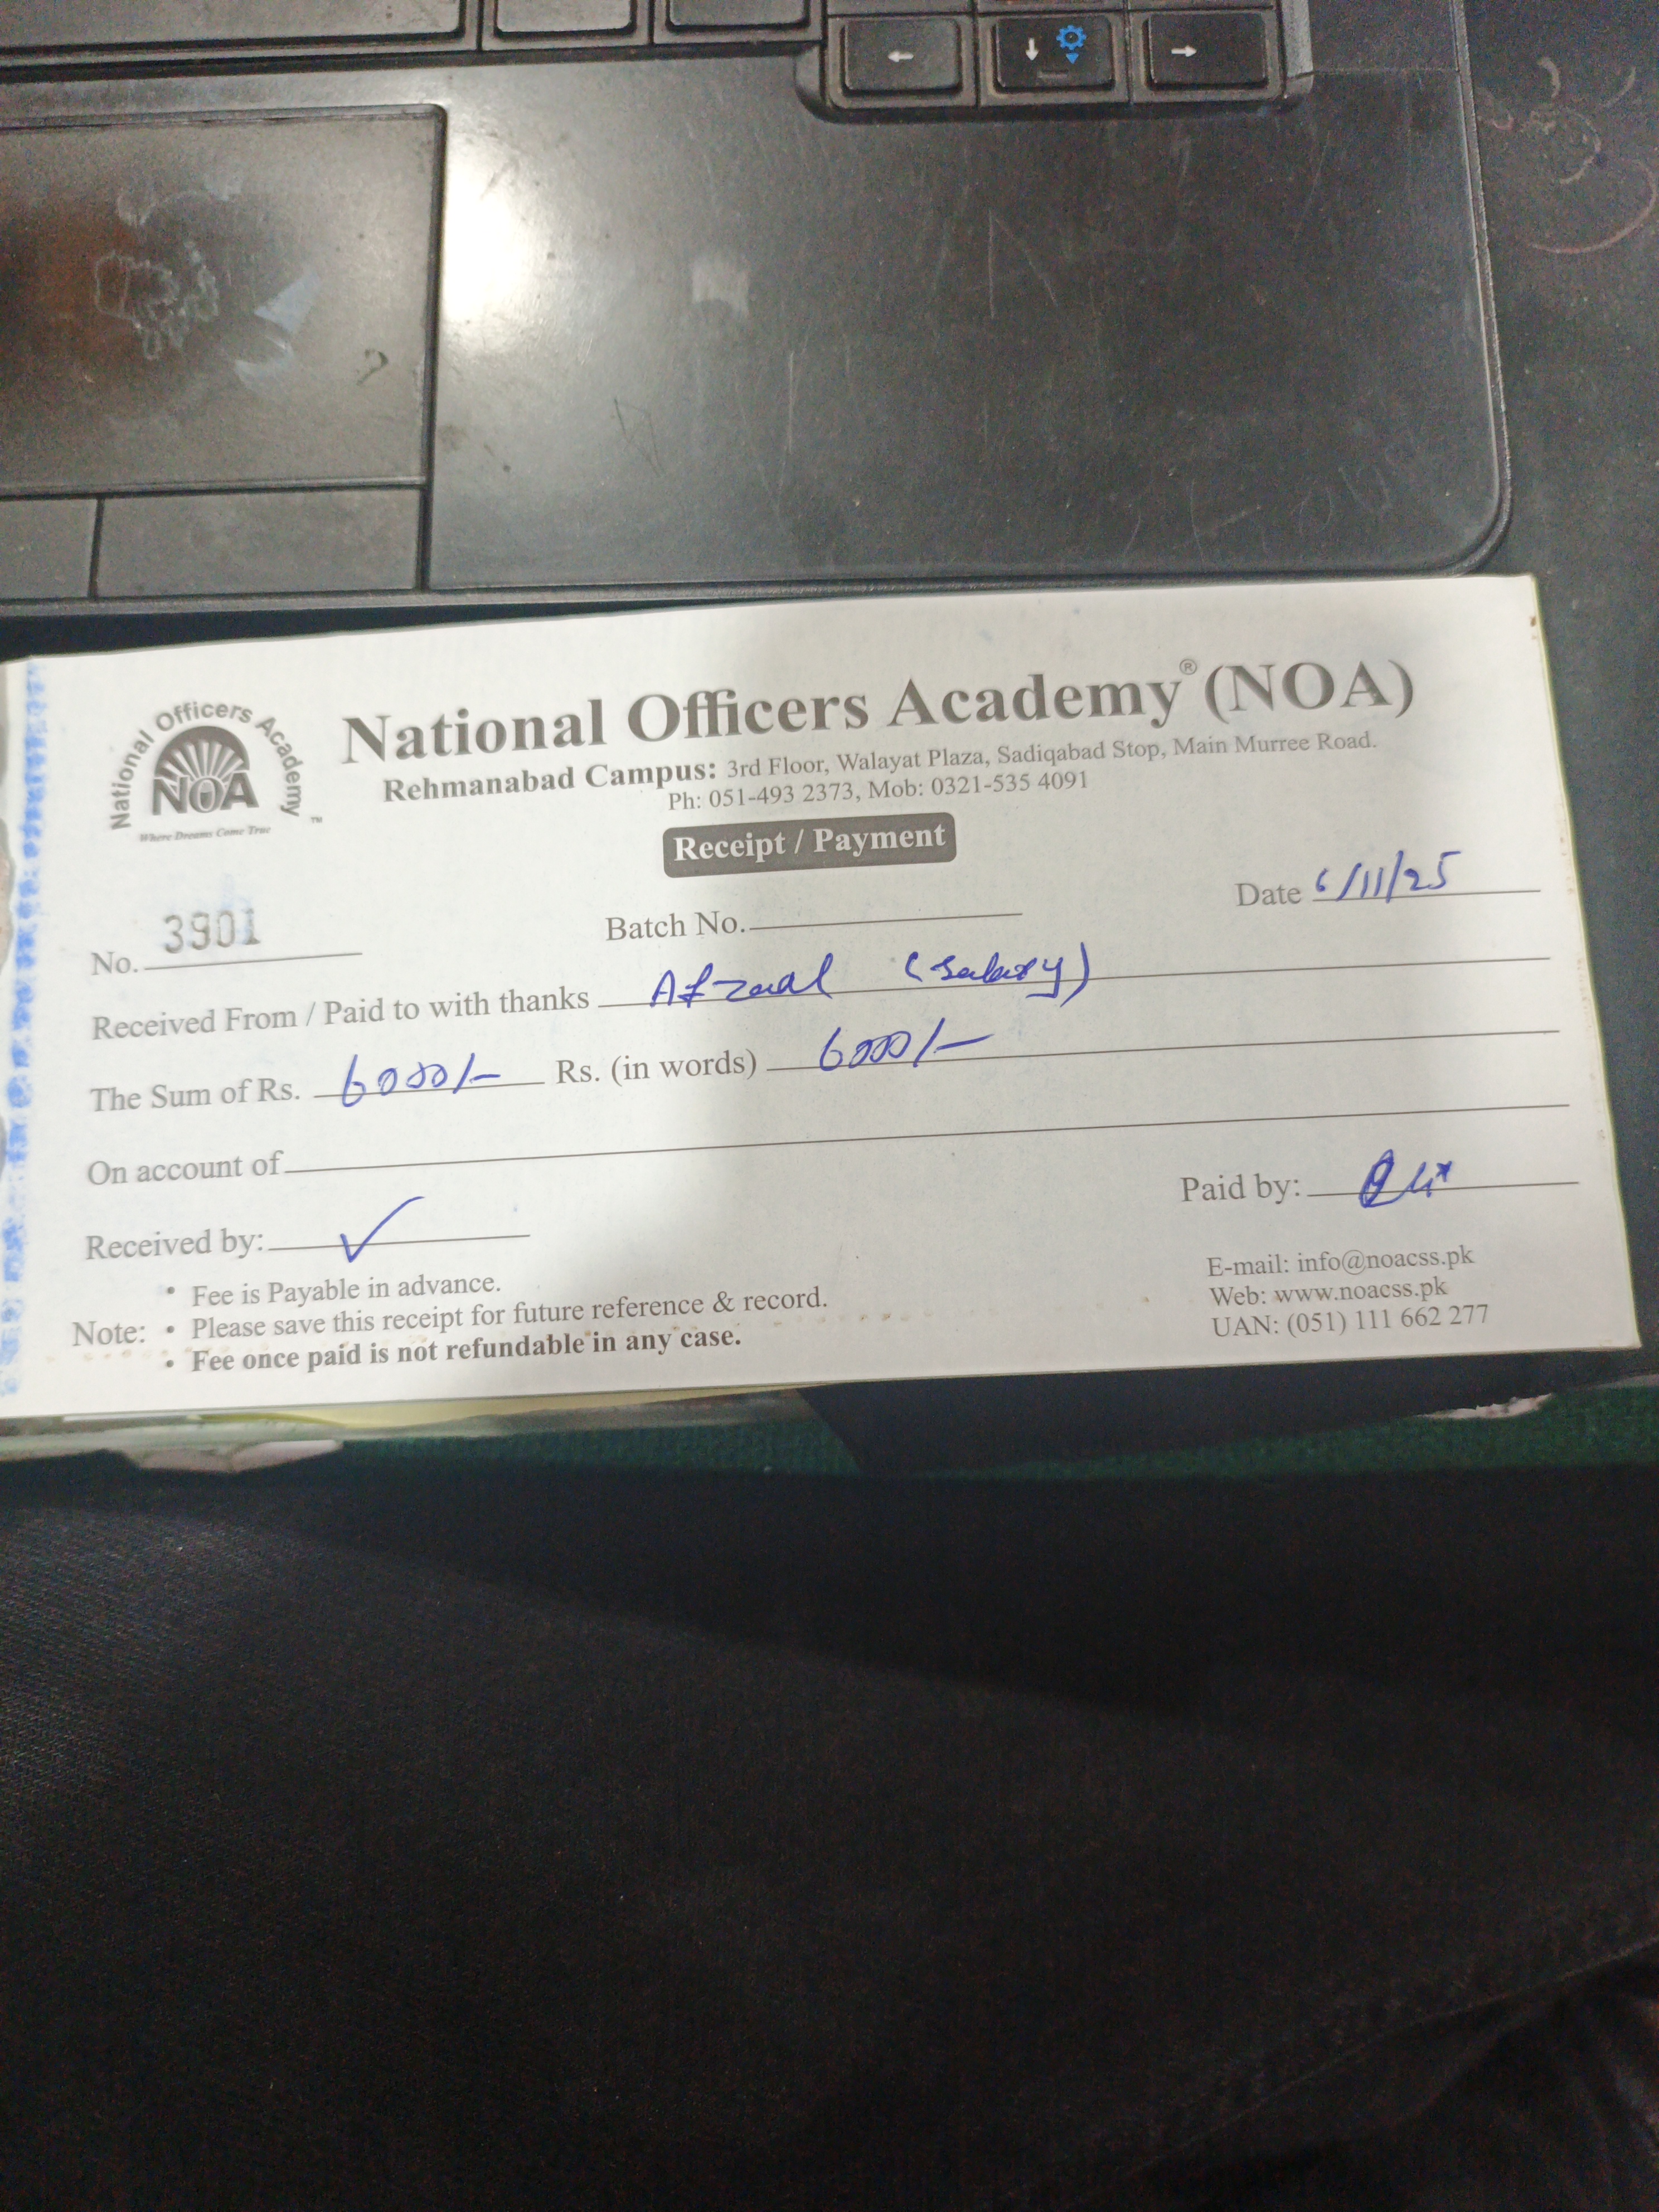 National Officers Academy
NOA
TM
Where Dreams Come True
National Officers Academy® (NOA)
Rehmanabad Campus: 3rd Floor, Walayat Plaza, Sadiqabad Stop, Main Murree Road.
Ph: 051-493 2373, Mob: 0321-535 4091
Receipt / Payment
No. 3901 Batch No. Date 6/11/25
Received From / Paid to with thanks Afzaal (Salary)
The Sum of Rs. 6000/- Rs. (in words) 6000/-
On account of
Received by: Paid by:
Note:
• Fee is Payable in advance.
• Please save this receipt for future reference & record.
• Fee once paid is not refundable in any case.
E-mail: info@noacss.pk
Web: www.noacss.pk
UAN: (051) 111 662 277